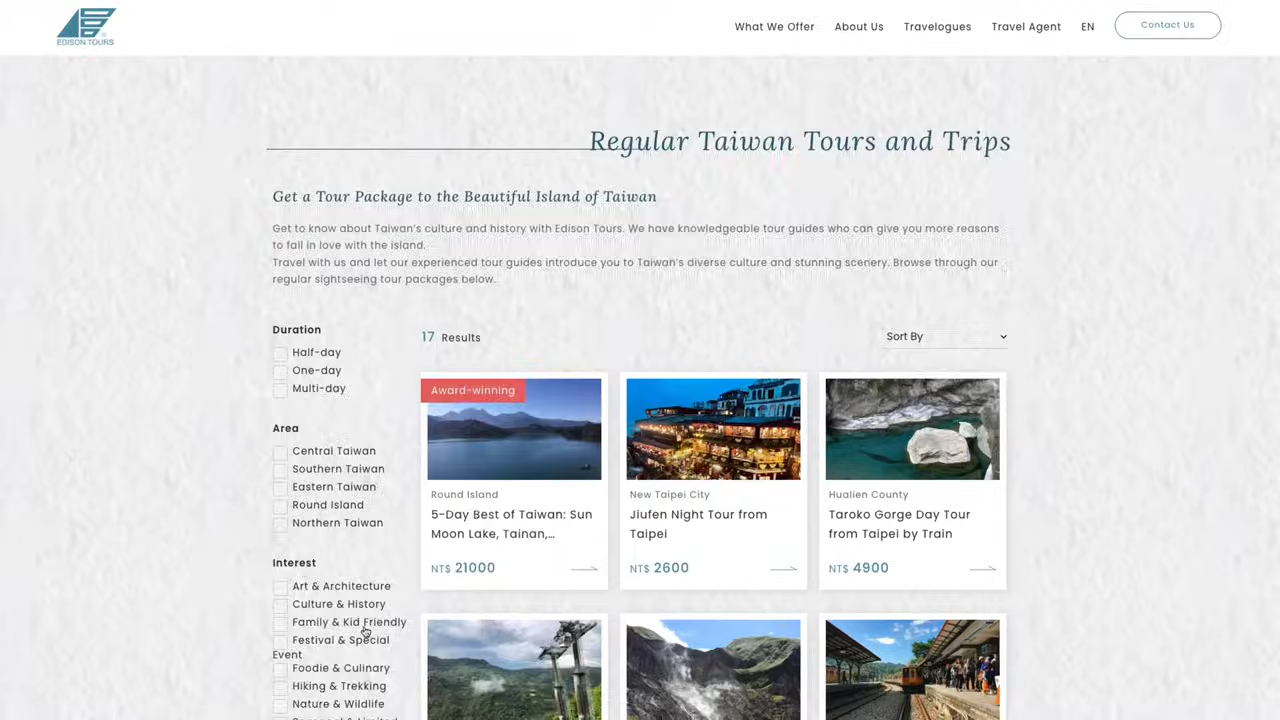 EDISON TOURS
What We Offer
About Us
Travelogues
Travel Agent
EN
Contact Us
Regular Taiwan Tours and Trips
Get a Tour Package to the Beautiful Island of Taiwan
Get to know about Taiwan's culture and history with Edison Tours. We have knowledgeable tour guides who can give you more reasons
to fall in love with the island.
Travel with us and let our experienced tour guides introduce you to Taiwan's diverse culture and stunning scenery. Browse through our
regular sightseeing tour packages below.
Duration
Half-day
One-day
Multi-day
Area
Central Taiwan
Southern Taiwan
Eastern Taiwan
Round Island
Northern Taiwan
Interest
Art & Architecture
Culture & History
Family & Kid Friendly
Festival & Special
Event
Foodie & Culinary
Hiking & Trekking
Nature & Wildlife
17 Results
Sort By
Award-winning
Round Island
5-Day Best of Taiwan: Sun
Moon Lake, Tainan,...
NT$ 21000
New Taipei City
Jiufen Night Tour from
Taipei
NT$ 2600
Hualien County
Taroko Gorge Day Tour
from Taipei by Train
NT$ 4900